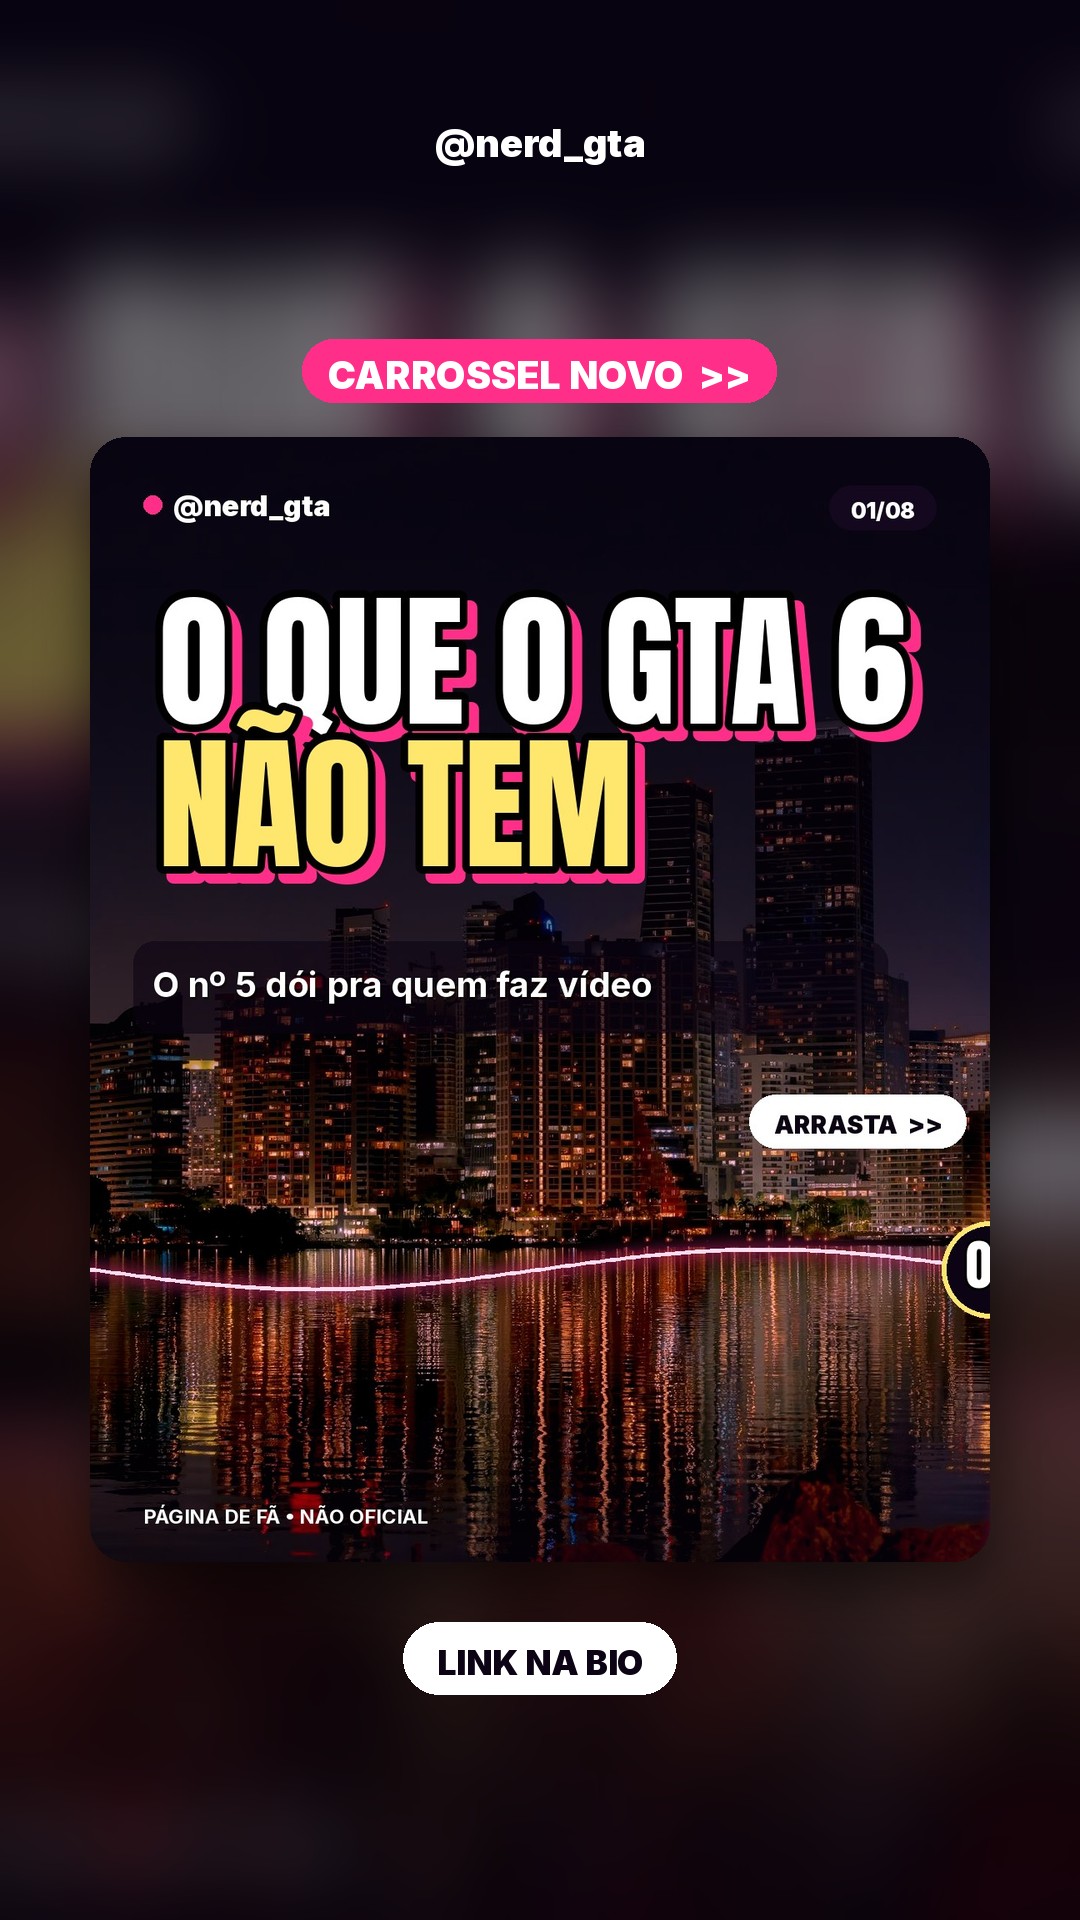 @nerd_gta
CARROSSEL NOVO >>
@nerd_gta
01/08
O QUE O GTA 6
NÃO TEM
O nº 5 dói pra quem faz vídeo
ARRASTA >>
PÁGINA DE FÃ • NÃO OFICIAL
LINK NA BIO